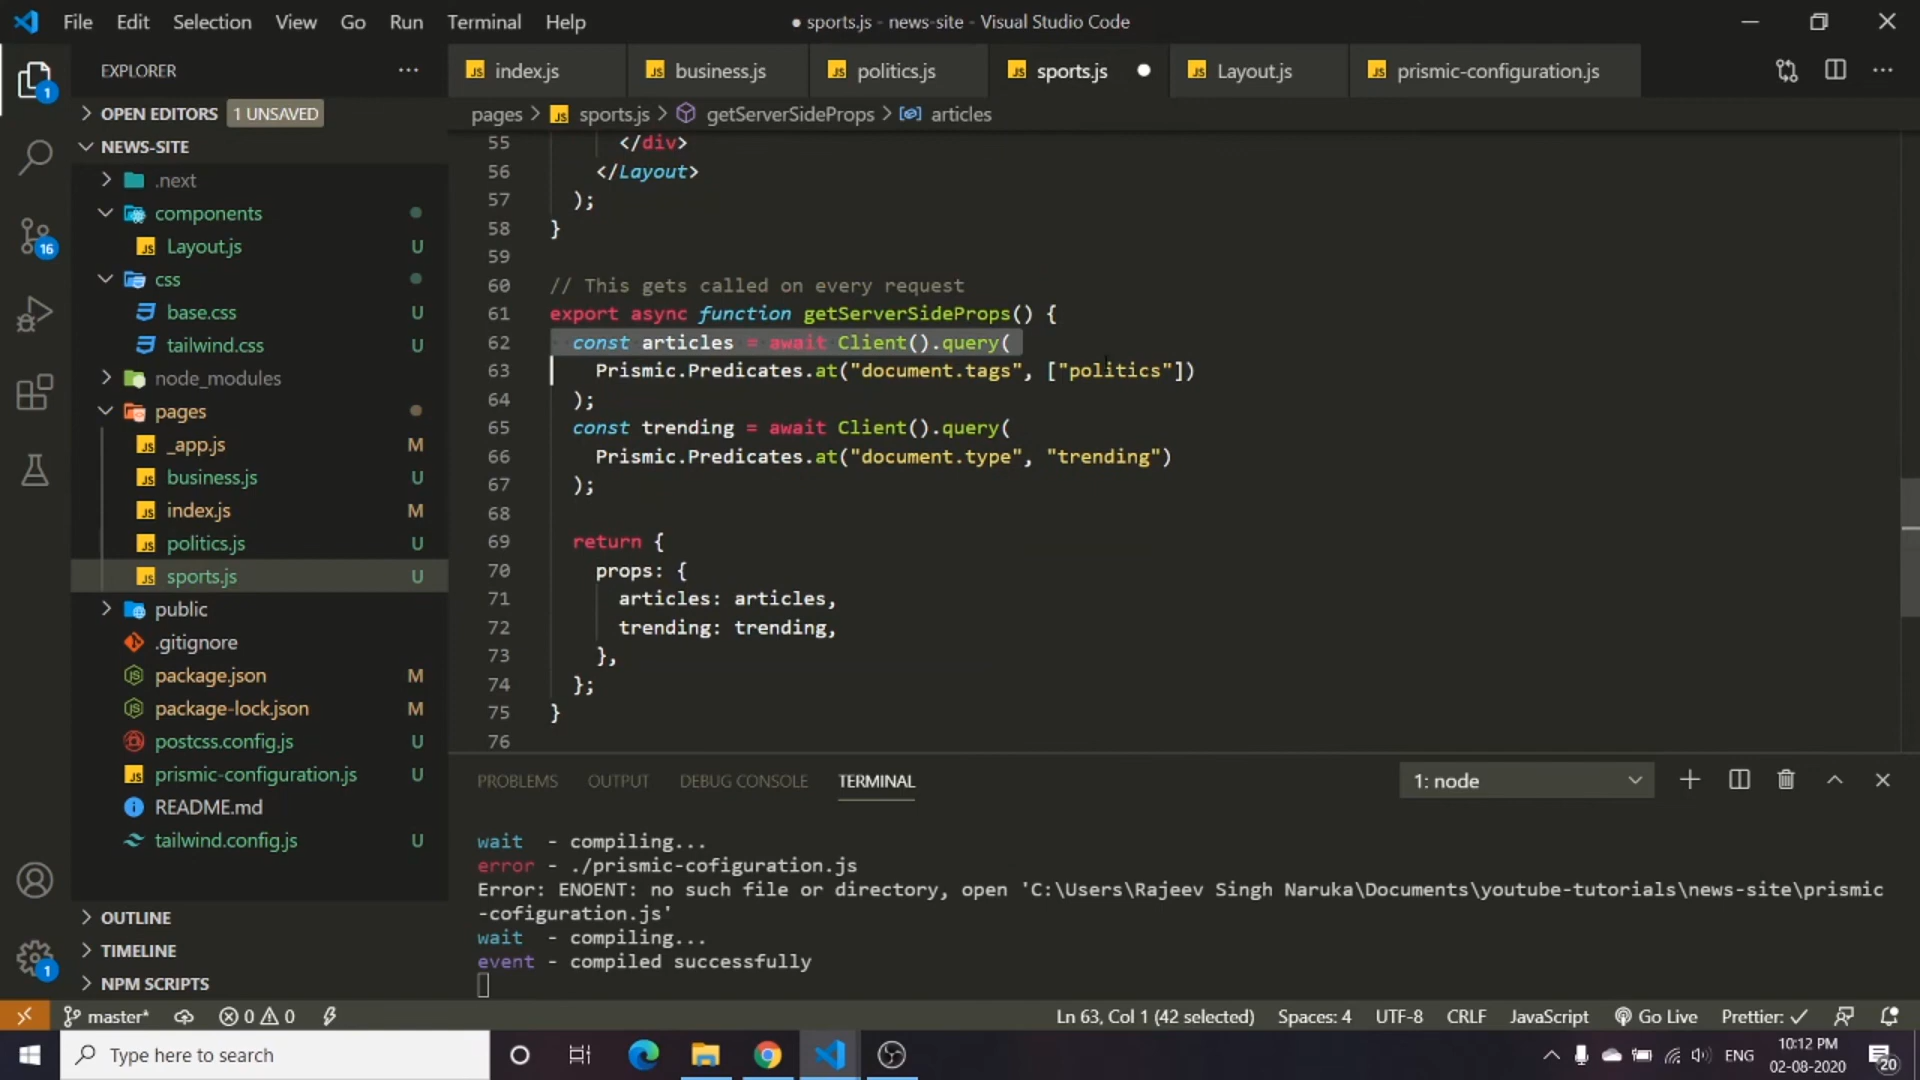 File Edit Selection View Go Run Terminal Help
● sports.js - news-site - Visual Studio Code
EXPLORER
index.js business.js politics.js sports.js Layout.js prismic-configuration.js
OPEN EDITORS 1 UNSAVED
pages > sports.js > getServerSideProps > articles
NEWS-SITE
.next
components
Layout.js U
css
base.css U
tailwind.css U
node_modules
pages
_app.js M
business.js U
index.js M
politics.js U
sports.js U
public
.gitignore
package.json M
package-lock.json M
postcss.config.js U
prismic-configuration.js U
README.md
tailwind.config.js U
OUTLINE
TIMELINE
NPM SCRIPTS
1
16
1
55 </div>
56 </Layout>
57 );
58 }
59
60 // This gets called on every request
61 export async function getServerSideProps() {
62 const articles = await Client().query(
63 Prismic.Predicates.at("document.tags", ["politics"])
64 );
65 const trending = await Client().query(
66 Prismic.Predicates.at("document.type", "trending")
67 );
68
69 return {
70 props: {
71 articles: articles,
72 trending: trending,
73 },
74 };
75 }
76
PROBLEMS OUTPUT DEBUG CONSOLE TERMINAL 1: node
wait - compiling...
error - ./prismic-cofiguration.js
Error: ENOENT: no such file or directory, open 'C:\Users\Rajeev Singh Naruka\Documents\youtube-tutorials\news-site\prismic
-cofiguration.js'
wait - compiling...
event - compiled successfully
master* 0 0 Ln 63, Col 1 (42 selected) Spaces: 4 UTF-8 CRLF JavaScript Go Live Prettier: ✓
Type here to search
ENG
10:12 PM
02-08-2020
20